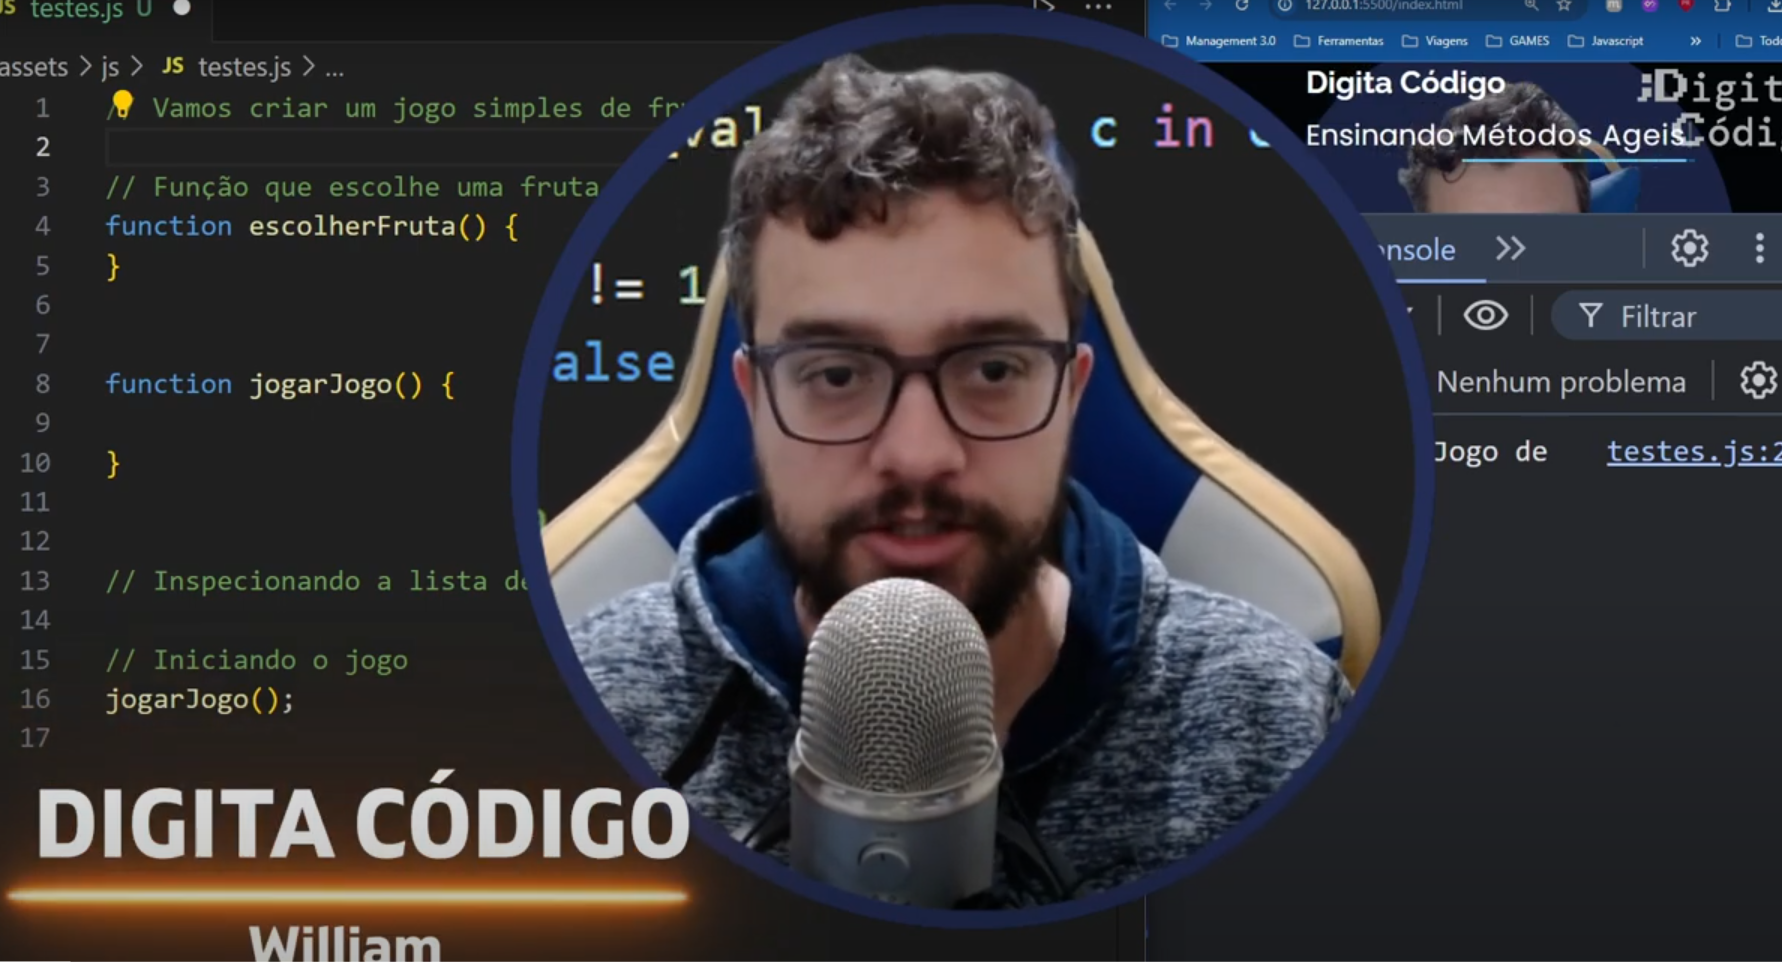 testes.js U
assets > js > JS testes.js > ...
1 // Vamos criar um jogo simples de
2
3 // Função que escolhe uma fruta
4 function escolherFruta() {
5 }
6
7
8 function jogarJogo() {
9
10 }
11
12
13 // Inspecionando a lista
14
15 // Iniciando o jogo
16 jogarJogo();
17
c in
!= 1
DIGITA CÓDIGO
William
127.0.0.1:5500/index.html
Management 3.0 Ferramentas Viagens GAMES Javascript »
Digita Código
Ensinando Métodos Ageis
Filtrar
Nenhum problema
Jogo de testes.js:2